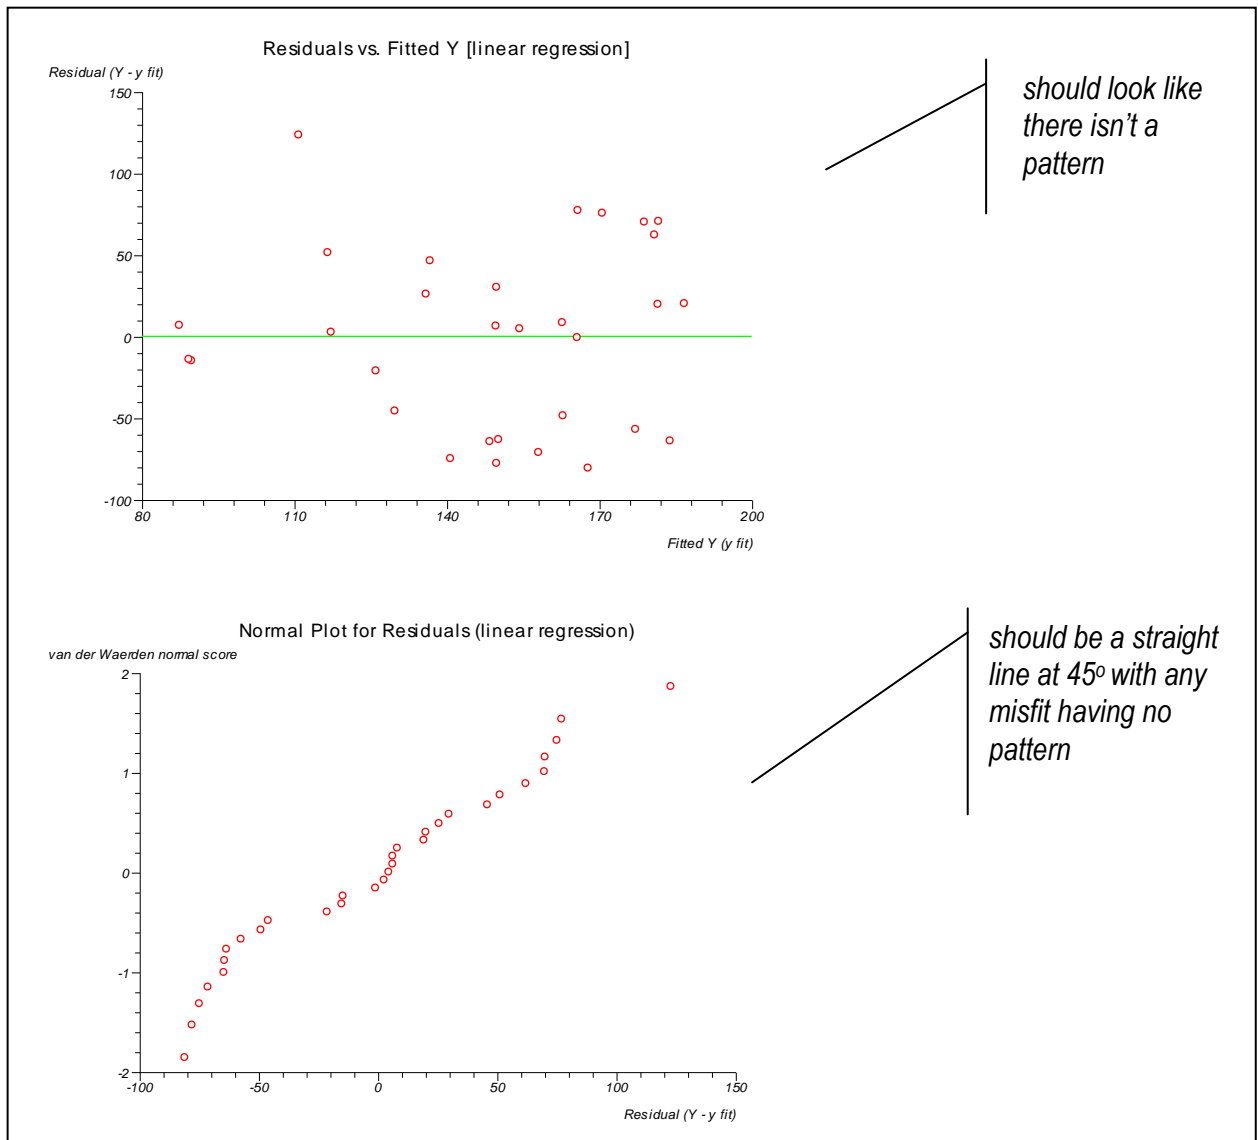 Residuals vs. Fitted Y [linear regression]
Residual (Y - y fit)
150
100
50
0
-50
-100
80
110
140
170
200
Fitted Y (y fit)
should look like
there isn't a
pattern
Normal Plot for Residuals (linear regression)
van der Waerden normal score
2
1
0
-1
-2
-100
-50
0
50
100
150
Residual (Y - y fit)
should be a straight
line at 45º with any
misfit having no
pattern